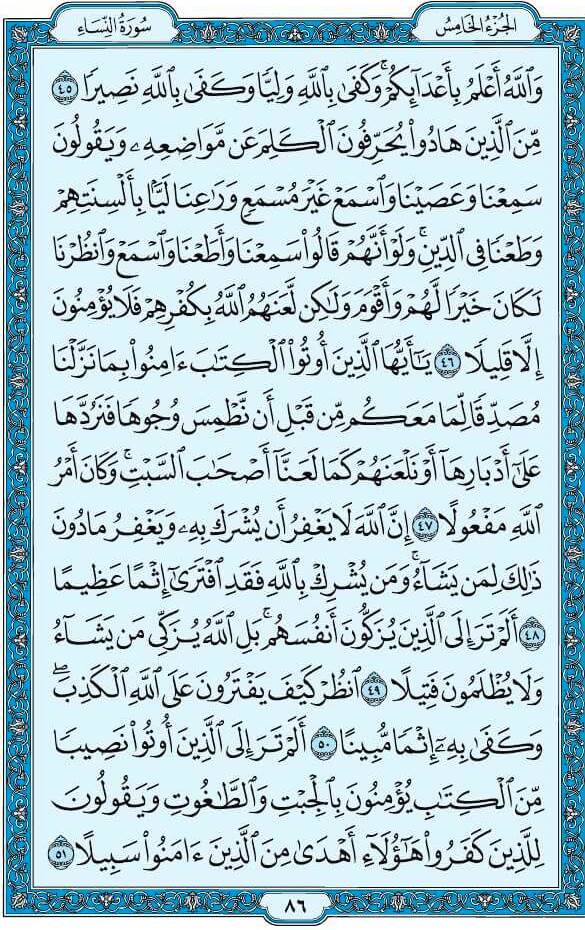 سُورَةُ النِّسَاءِ
الجُزْءُ الخَامِسُ
وَٱللَّهُ أَعْلَمُ بِأَعْدَآئِكُمْۚ وَكَفَىٰ بِٱللَّهِ وَلِيًّا وَكَفَىٰ بِٱللَّهِ نَصِيرًا ٤٥
مِّنَ ٱلَّذِينَ هَادُوا۟ يُحَرِّفُونَ ٱلْكَلِمَ عَن مَّوَاضِعِهِۦ وَيَقُولُونَ
سَمِعْنَا وَعَصَيْنَا وَٱسْمَعْ غَيْرَ مُسْمَعٍ وَرَٰعِنَا لَيًّۢا بِأَلْسِنَتِهِمْ
وَطَعْنًا فِى ٱلدِّينِۚ وَلَوْ أَنَّهُمْ قَالُوا۟ سَمِعْنَا وَأَطَعْنَا وَٱسْمَعْ وَٱنظُرْنَا
لَكَانَ خَيْرًا لَّهُمْ وَأَقْوَمَ وَلَـٰكِن لَّعَنَهُمُ ٱللَّهُ بِكُفْرِهِمْ فَلَا يُؤْمِنُونَ
إِلَّا قَلِيلًا ٤٦ يَـٰٓأَيُّهَا ٱلَّذِينَ أُوتُوا۟ ٱلْكِتَـٰبَ ءَامِنُوا۟ بِمَا نَزَّلْنَا
مُصَدِّقًا لِّمَا مَعَكُم مِّن قَبْلِ أَن نَّطْمِسَ وُجُوهًا فَنَرُدَّهَا
عَلَىٰٓ أَدْبَارِهَآ أَوْ نَلْعَنَهُمْ كَمَا لَعَنَّآ أَصْحَـٰبَ ٱلسَّبْتِۚ وَكَانَ أَمْرُ
ٱللَّهِ مَفْعُولًا ٤٧ إِنَّ ٱللَّهَ لَا يَغْفِرُ أَن يُشْرَكَ بِهِۦ وَيَغْفِرُ مَا دُونَ
ذَٰلِكَ لِمَن يَشَآءُۚ وَمَن يُشْرِكْ بِٱللَّهِ فَقَدِ ٱفْتَرَىٰٓ إِثْمًا عَظِيمًا
٤٨ أَلَمْ تَرَ إِلَى ٱلَّذِينَ يُزَكُّونَ أَنفُسَهُمۚ بَلِ ٱللَّهُ يُزَكِّى مَن يَشَآءُ
وَلَا يُظْلَمُونَ فَتِيلًا ٤٩ ٱنظُرْ كَيْفَ يَفْتَرُونَ عَلَى ٱللَّهِ ٱلْكَذِبَۖ
وَكَفَىٰ بِهِۦٓ إِثْمًا مُّبِينًا ٥٠ أَلَمْ تَرَ إِلَى ٱلَّذِينَ أُوتُوا۟ نَصِيبًا
مِّنَ ٱلْكِتَـٰبِ يُؤْمِنُونَ بِٱلْجِبْتِ وَٱلطَّـٰغُوتِ وَيَقُولُونَ
لِلَّذِينَ كَفَرُوا۟ هَـٰٓؤُلَآءِ أَهْدَىٰ مِنَ ٱلَّذِينَ ءَامَنُوا۟ سَبِيلًا ٥١
٨٦